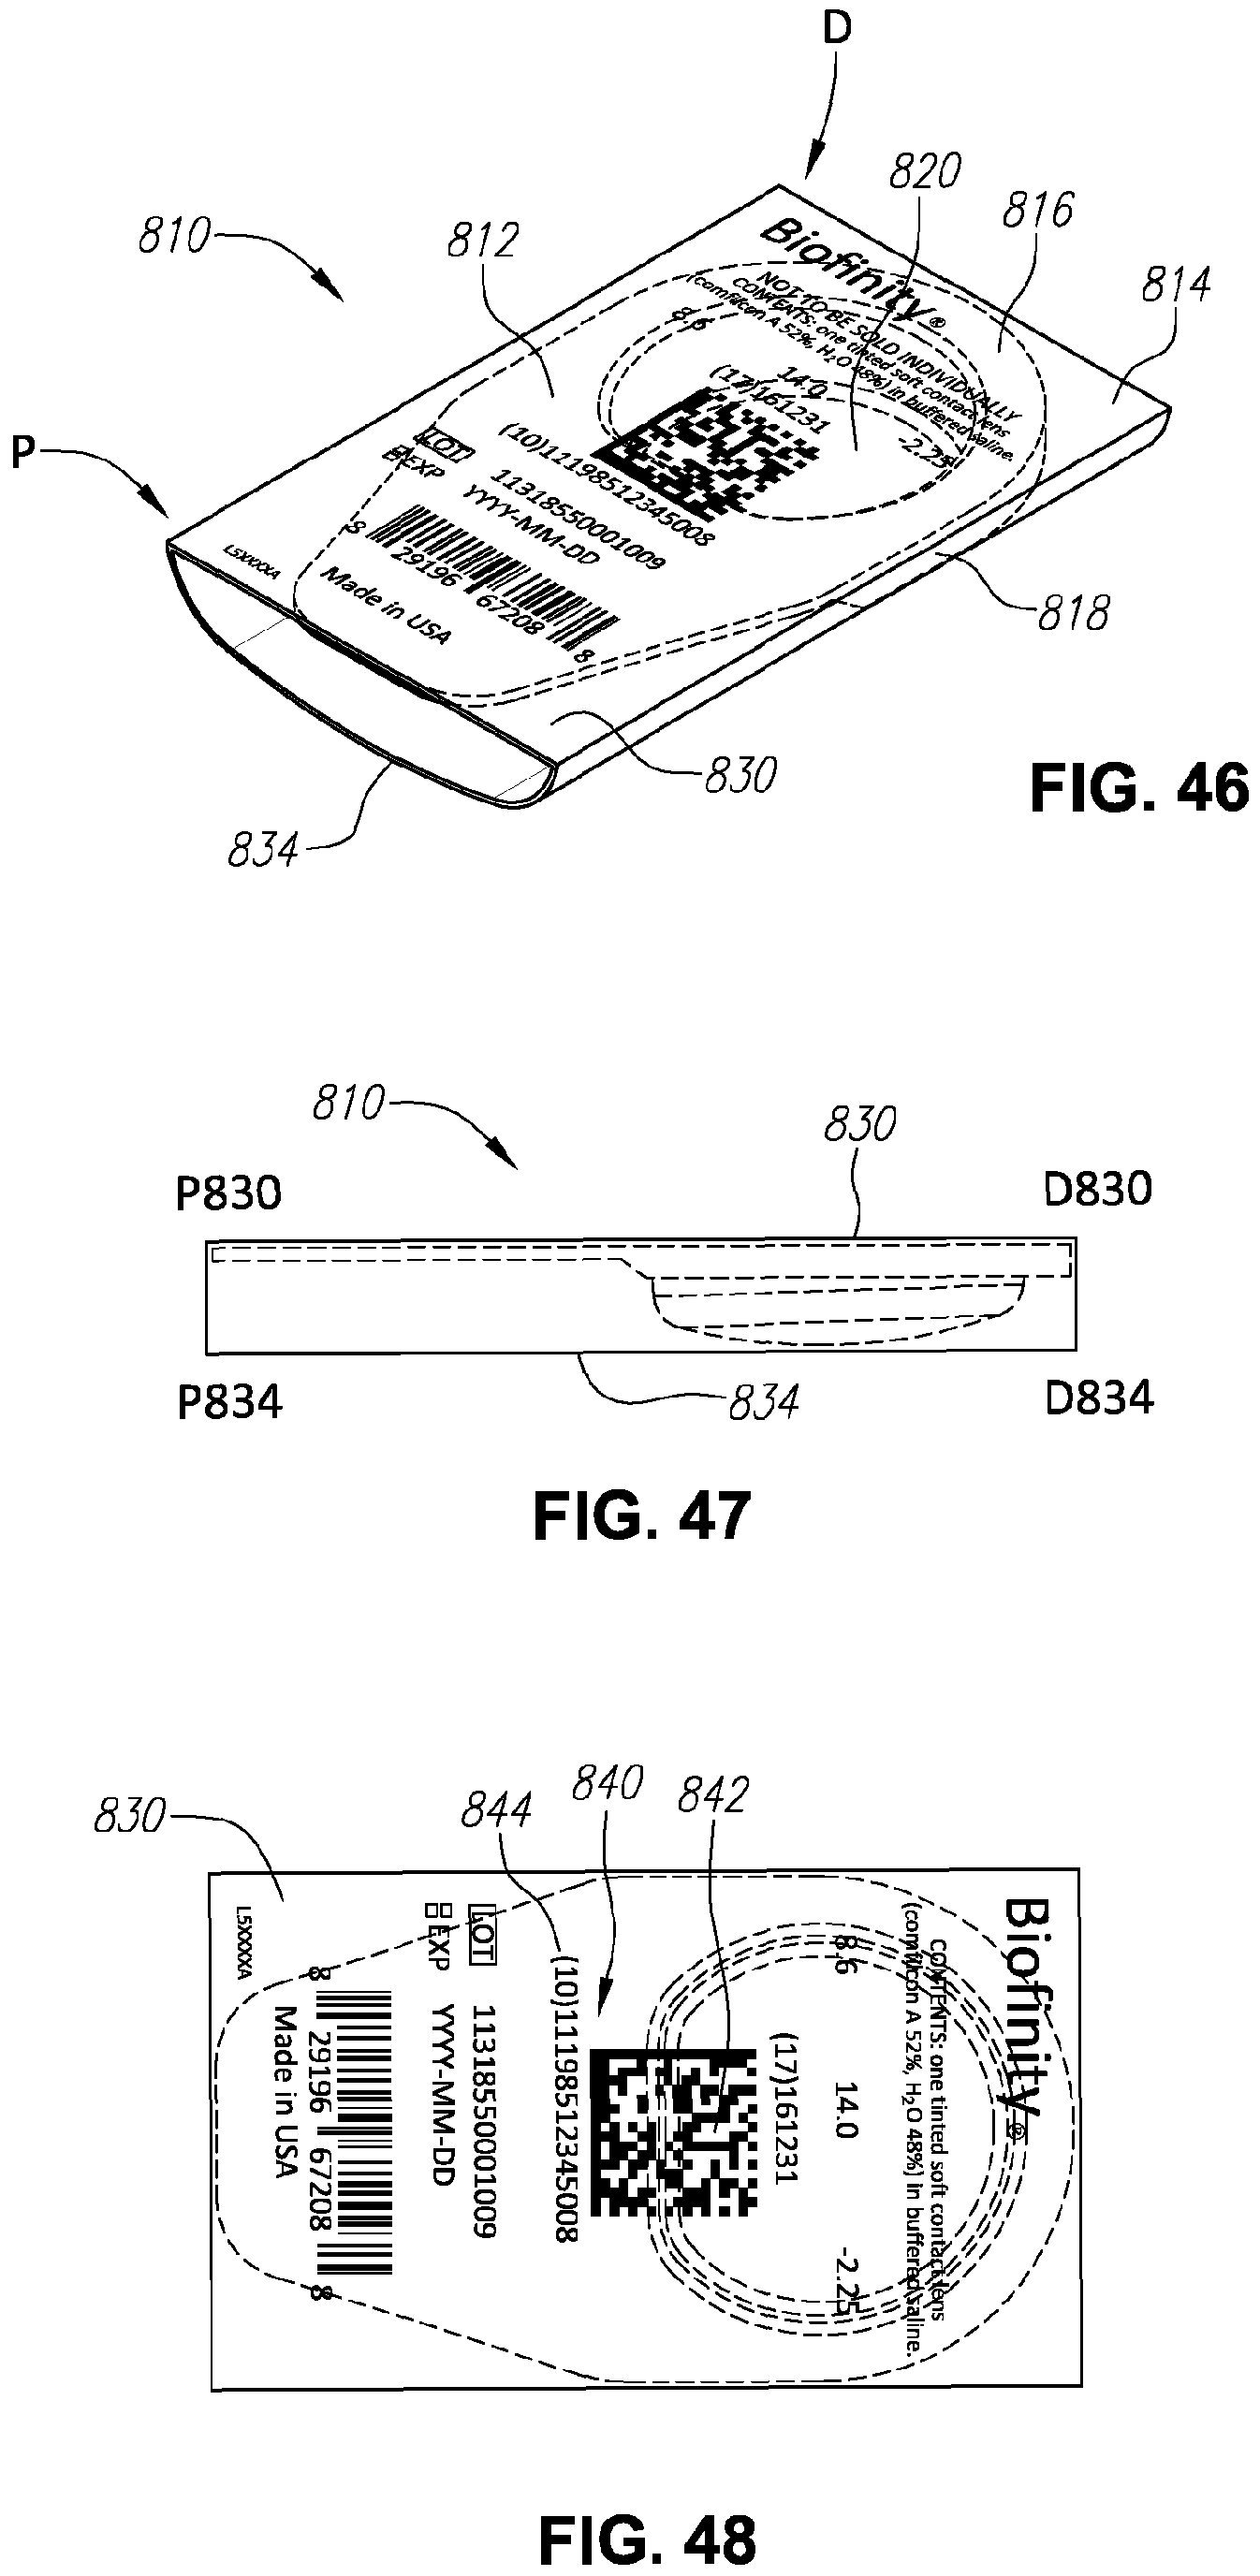 D
820
816
810
812
814
P
Biofinity®
NOT TO BE SOLD INDIVIDUALLY
CONTENTS: one tinted soft contact lens
(comfilcon A 52%, H2O 48%) in buffered saline.
8.6 14.0 -2.25
(17)161231
(10)11198512345008
LOT 11318550001009
EXP YYYY-MM-DD
8 29196 67208 8
Made in USA
L5XXXXA
818
830
834
FIG. 46
810
830
P830
D830
P834
834
D834
FIG. 47
840
842
844
830
Biofinity®
CONTENTS: one tinted soft contact lens
(comfilcon A 52%, H2O 48%) in buffered saline.
8.6 14.0 -2.25
(17)161231
(10)11198512345008
LOT 11318550001009
EXP YYYY-MM-DD
8 29196 67208 8
Made in USA
L5XXXXA
FIG. 48